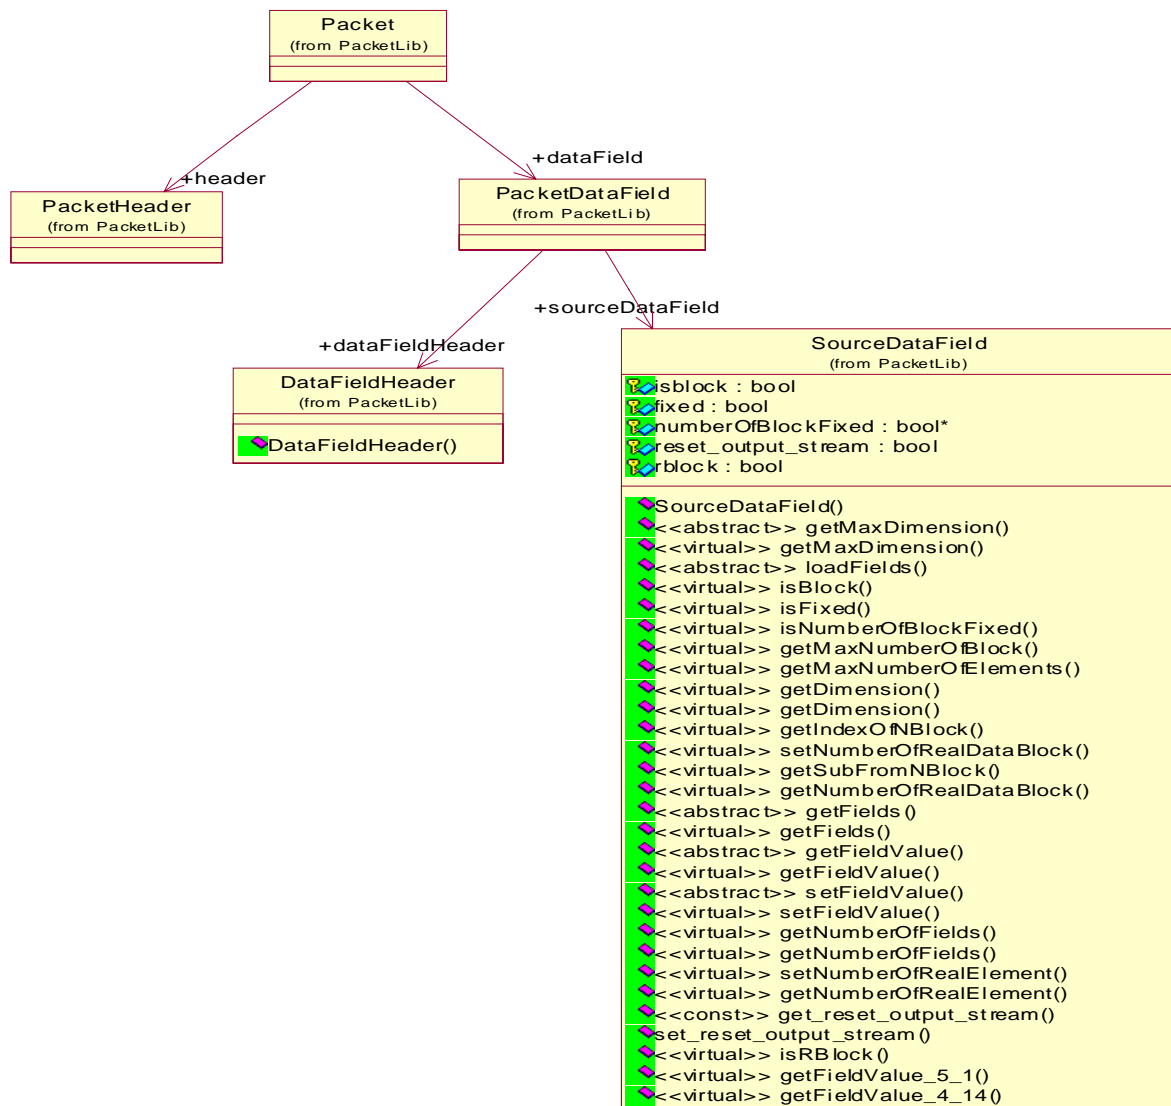 Packet
(from PacketLib)
+dataField
+header
PacketHeader
(from PacketLib)
PacketDataField
(from PacketLib)
+sourceDataField
+dataFieldHeader
DataFieldHeader
(from PacketLib)
DataFieldHeader()
SourceDataField
(from PacketLib)
isblock : bool
fixed : bool
numberOfBlockFixed : bool*
reset_output_stream : bool
rblock : bool
SourceDataField()
<<abstract>> getMaxDimension()
<<virtual>> getMaxDimension()
<<abstract>> loadFields()
<<virtual>> isBlock()
<<virtual>> isFixed()
<<virtual>> isNumberOfBlockFixed()
<<virtual>> getMaxNumberOfBlock()
<<virtual>> getMaxNumberOfElements()
<<virtual>> getDimension()
<<virtual>> getDimension()
<<virtual>> getIndexOfNBlock()
<<virtual>> setNumberOfRealDataBlock()
<<virtual>> getSubFromNBlock()
<<virtual>> getNumberOfRealDataBlock()
<<abstract>> getFields()
<<virtual>> getFields()
<<abstract>> getFieldValue()
<<virtual>> getFieldValue()
<<abstract>> setFieldValue()
<<virtual>> setFieldValue()
<<virtual>> getNumberOfFields()
<<virtual>> getNumberOfFields()
<<virtual>> setNumberOfRealElement()
<<virtual>> getNumberOfRealElement()
<<const>> get_reset_output_stream()
set_reset_output_stream()
<<virtual>> isRBlock()
<<virtual>> getFieldValue_5_1()
<<virtual>> getFieldValue_4_14()